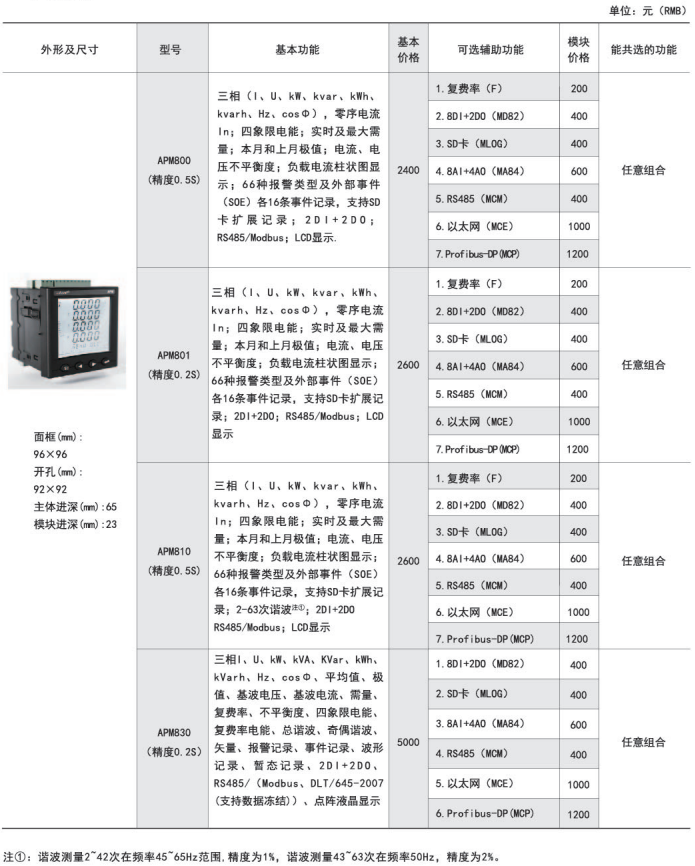 单位：元（RMB）
外形及尺寸
型号
基本功能
基本
价格
可选辅助功能
模块
价格
能共选的功能
面框(mm)：
96×96
开孔(mm)：
92×92
主体进深(mm):65
模块进深(mm):23
APM800
(精度0.5S)
三相（I、U、kW、kvar、kWh、
kvarh、Hz、cosΦ），零序电流
In；四象限电能；实时及最大需
量；本月和上月极值；电流、电
压不平衡度；负载电流柱状图显
示；66种报警类型及外部事件
（SOE）各16条事件记录，支持SD
卡扩展记录；2DI+2DO；
RS485/Modbus；LCD显示.
2400
1.复费率（F）
200
2.8DI+2DO（MD82）
400
3.SD卡（MLOG）
400
4.8AI+4AO（MA84）
600
5.RS485（MCM）
400
6.以太网（MCE）
1000
7.Profibus-DP(MCP)
1200
任意组合
APM801
(精度0.2S)
三相（I、U、kW、kvar、kWh、
kvarh、Hz、cosΦ），零序电流
In；四象限电能；实时及最大需
量；本月和上月极值；电流、电压
不平衡度；负载电流柱状图显示；
66种报警类型及外部事件（SOE）
各16条事件记录，支持SD卡扩展记
录；2DI+2DO；RS485/Modbus；LCD
显示
2600
1.复费率（F）
200
2.8DI+2DO（MD82）
400
3.SD卡（MLOG）
400
4.8AI+4AO（MA84）
600
5.RS485（MCM）
400
6.以太网（MCE）
1000
7.Profibus-DP(MCP)
1200
任意组合
APM810
(精度0.5S)
三相（I、U、kW、kvar、kWh、
kvarh、Hz、cosΦ），零序电流
In；四象限电能；实时及最大需
量；本月和上月极值；电流、电压
不平衡度；负载电流柱状图显示；
66种报警类型及外部事件（SOE）
各16条事件记录，支持SD卡扩展记
录；2-63次谐波注①；2DI+2DO
RS485/Modbus；LCD显示
2600
1.复费率（F）
200
2.8DI+2DO（MD82）
400
3.SD卡（MLOG）
400
4.8AI+4AO（MA84）
600
5.RS485（MCM）
400
6.以太网（MCE）
1000
7.Profibus-DP(MCP)
1200
任意组合
APM830
(精度0.2S)
三相I、U、kW、kVA、KVar、kWh、
kVarh、Hz、cosΦ、平均值、极
值、基波电压、基波电流、需量、
复费率、不平衡度、四象限电能、
复费率电能、总谐波、奇偶谐波、
矢量、报警记录、事件记录、波形
记录、暂态记录、2DI+2DO、
RS485/（Modbus、DLT/645-2007
(支持数据冻结)）、点阵液晶显示
5000
1.8DI+2DO（MD82）
400
2.SD卡（MLOG）
400
3.8AI+4AO（MA84）
600
4.RS485（MCM）
400
5.以太网（MCE）
1000
6.Profibus-DP(MCP)
1200
任意组合
注①：谐波测量2~42次在频率45~65Hz范围,精度为1%，谐波测量43~63次在频率50Hz，精度为2%。